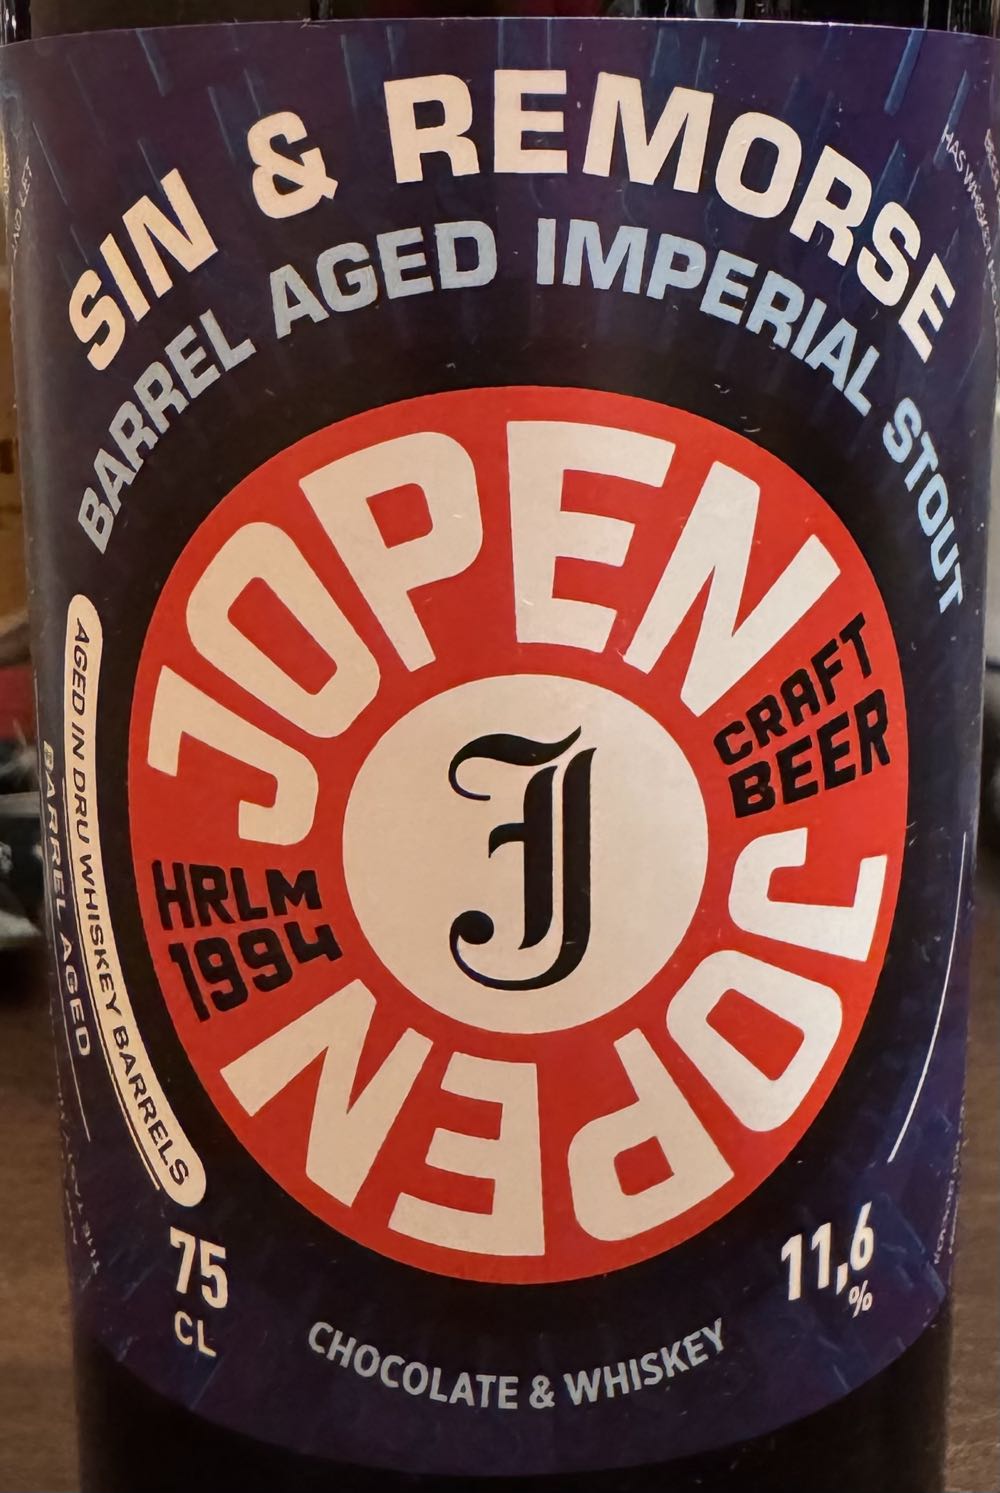 SIN & REMORSE
BARREL AGED IMPERIAL STOUT
JOPEN
CRAFT
BEER
J
HRLM
1994
JOPEN
AGED IN DRU WHISKEY BARRELS
BARREL AGED
75
CL
11,6
%
CHOCOLATE & WHISKEY